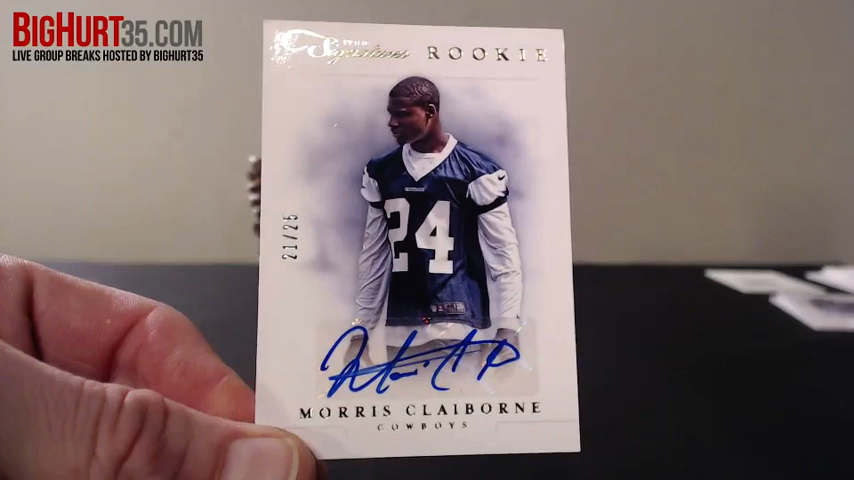 BIGHURT35.COM
LIVE GROUP BREAKS HOSTED BY BIGHURT35
Signatures ROOKIE
21/25
24
MORRIS CLAIBORNE
COWBOYS